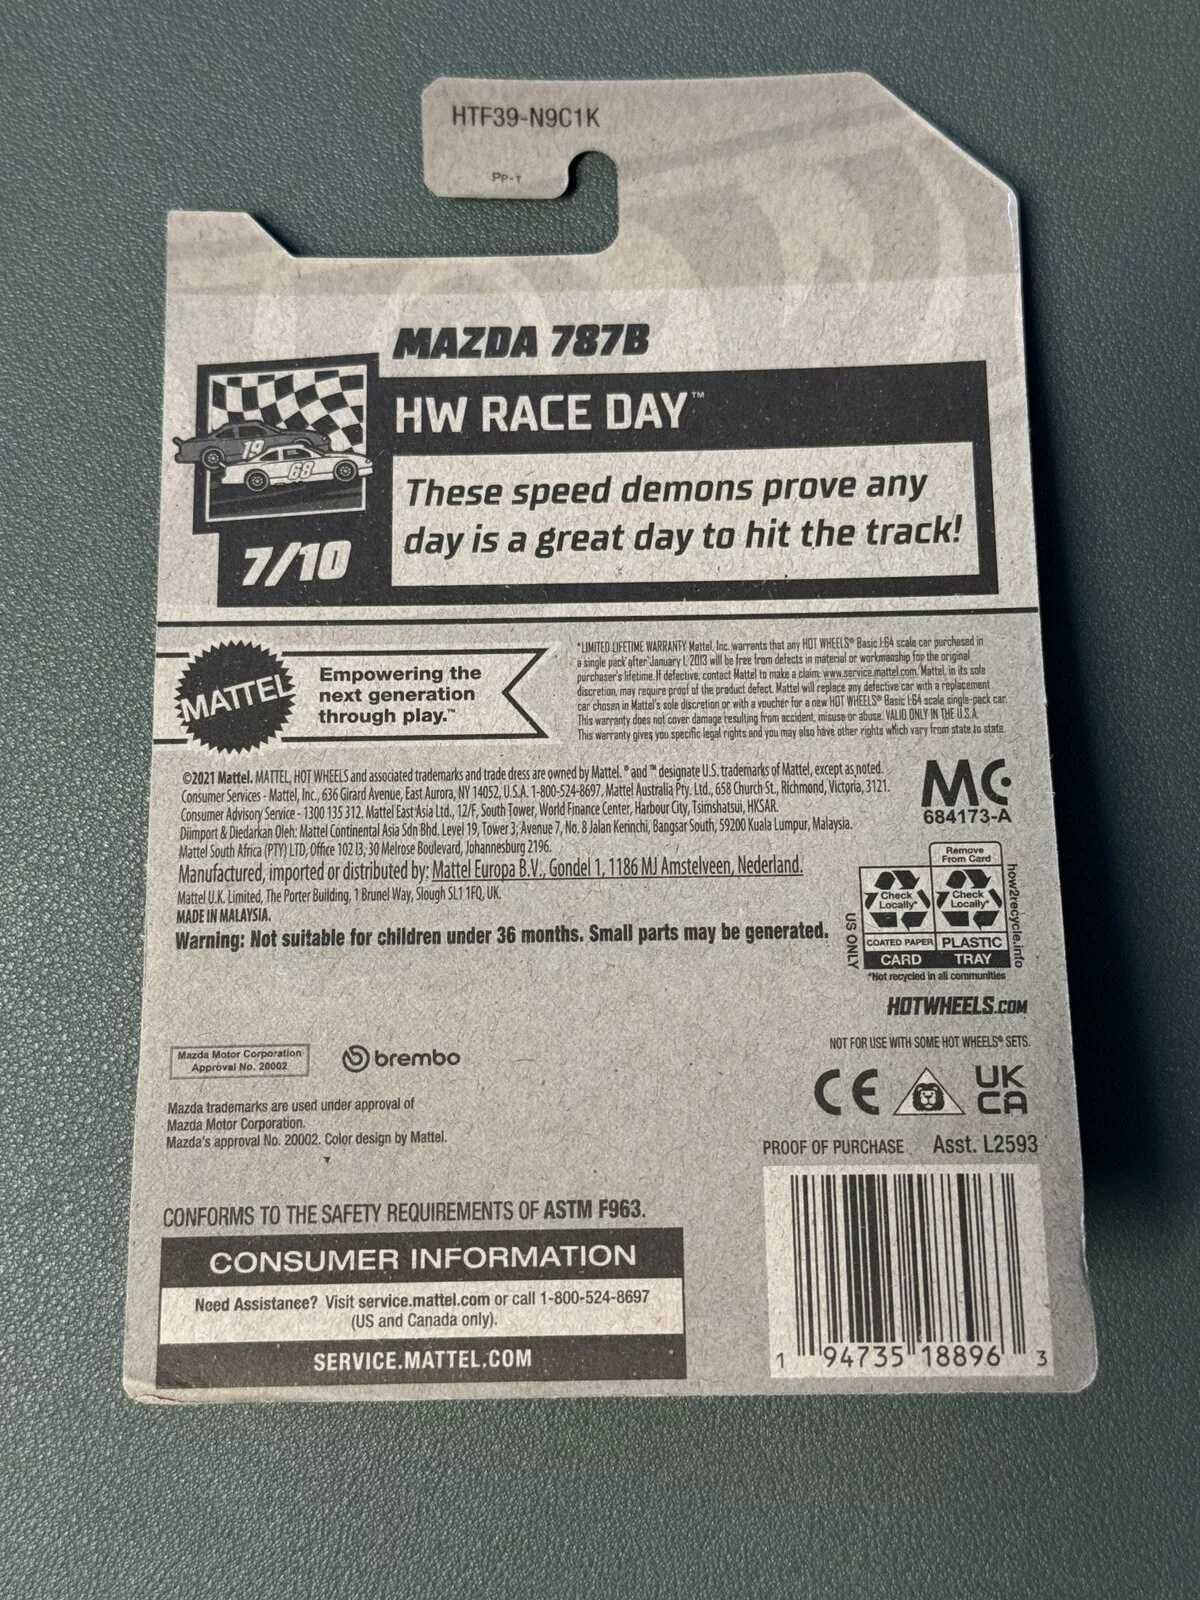 HTF39-N9C1K
PP-T
MAZDA 787B
HW RACE DAY™
19
68
7/10
These speed demons prove any
day is a great day to hit the track!
MATTEL
Empowering the
next generation
through play.™
*LIMITED LIFETIME WARRANTY Mattel, Inc. warrants that any HOT WHEELS® Basic 1:64 scale car purchased in
a single pack after January 1, 2013 will be free from defects in material or workmanship for the original
purchaser's lifetime. If defective, contact Mattel to make a claim: www.service.mattel.com. Mattel, in its sole
discretion, may require proof of the product defect. Mattel will replace any defective car with a replacement
car chosen in Mattel's sole discretion or with a voucher for a new HOT WHEELS® Basic 1:64 scale single-pack car.
This warranty does not cover damage resulting from accident, misuse or abuse. VALID ONLY IN THE U.S.A.
This warranty gives you specific legal rights and you may also have other rights which vary from state to state.
©2021 Mattel. MATTEL, HOT WHEELS and associated trademarks and trade dress are owned by Mattel. ® and ™ designate U.S. trademarks of Mattel, except as noted.
Consumer Services - Mattel, Inc., 636 Girard Avenue, East Aurora, NY 14052, U.S.A. 1-800-524-8697. Mattel Australia Pty. Ltd., 658 Church St., Richmond, Victoria, 3121.
Consumer Advisory Service - 1300 135 312. Mattel East Asia Ltd., 12/F, South Tower, World Finance Center, Harbour City, Tsimshatsui, HKSAR.
Diimport & Diedarkan Oleh: Mattel Continental Asia Sdn Bhd. Level 19, Tower 3, Avenue 7, No. 8 Jalan Kerinchi, Bangsar South, 59200 Kuala Lumpur, Malaysia.
Mattel South Africa (PTY) LTD, Office 102 I3, 30 Melrose Boulevard, Johannesburg 2196.
Manufactured, imported or distributed by: Mattel Europa B.V., Gondel 1, 1186 MJ Amstelveen, Nederland.
Mattel U.K. Limited, The Porter Building, 1 Brunel Way, Slough SL1 1FQ, UK.
MADE IN MALAYSIA.
Warning: Not suitable for children under 36 months. Small parts may be generated.
MC
684173-A
Remove
From Card
Check
Locally*
Check
Locally*
COATED PAPER
PLASTIC
CARD
TRAY
US ONLY
how2recycle.info
*Not recycled in all communities
HOTWHEELS.COM
NOT FOR USE WITH SOME HOT WHEELS® SETS.
Mazda Motor Corporation
Approval No. 20002
brembo
CE
UK
CA
Mazda trademarks are used under approval of
Mazda Motor Corporation.
Mazda's approval No. 20002. Color design by Mattel.
PROOF OF PURCHASE
Asst. L2593
CONFORMS TO THE SAFETY REQUIREMENTS OF ASTM F963.
CONSUMER INFORMATION
Need Assistance? Visit service.mattel.com or call 1-800-524-8697
(US and Canada only).
SERVICE.MATTEL.COM
1 94735 18896 3